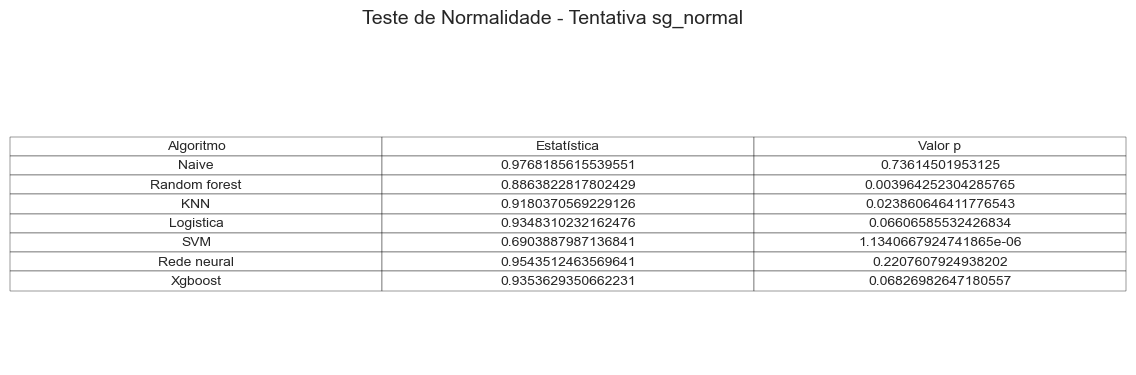 Teste de Normalidade - Tentativa sg_normal
Algoritmo Estatística Valor p
Naive 0.9768185615539551 0.73614501953125
Random forest 0.8863822817802429 0.003964252304285765
KNN 0.9180370569229126 0.023860646411776543
Logistica 0.9348310232162476 0.06606585532426834
SVM 0.6903887987136841 1.1340667924741865e-06
Rede neural 0.9543512463569641 0.2207607924938202
Xgboost 0.9353629350662231 0.06826982647180557